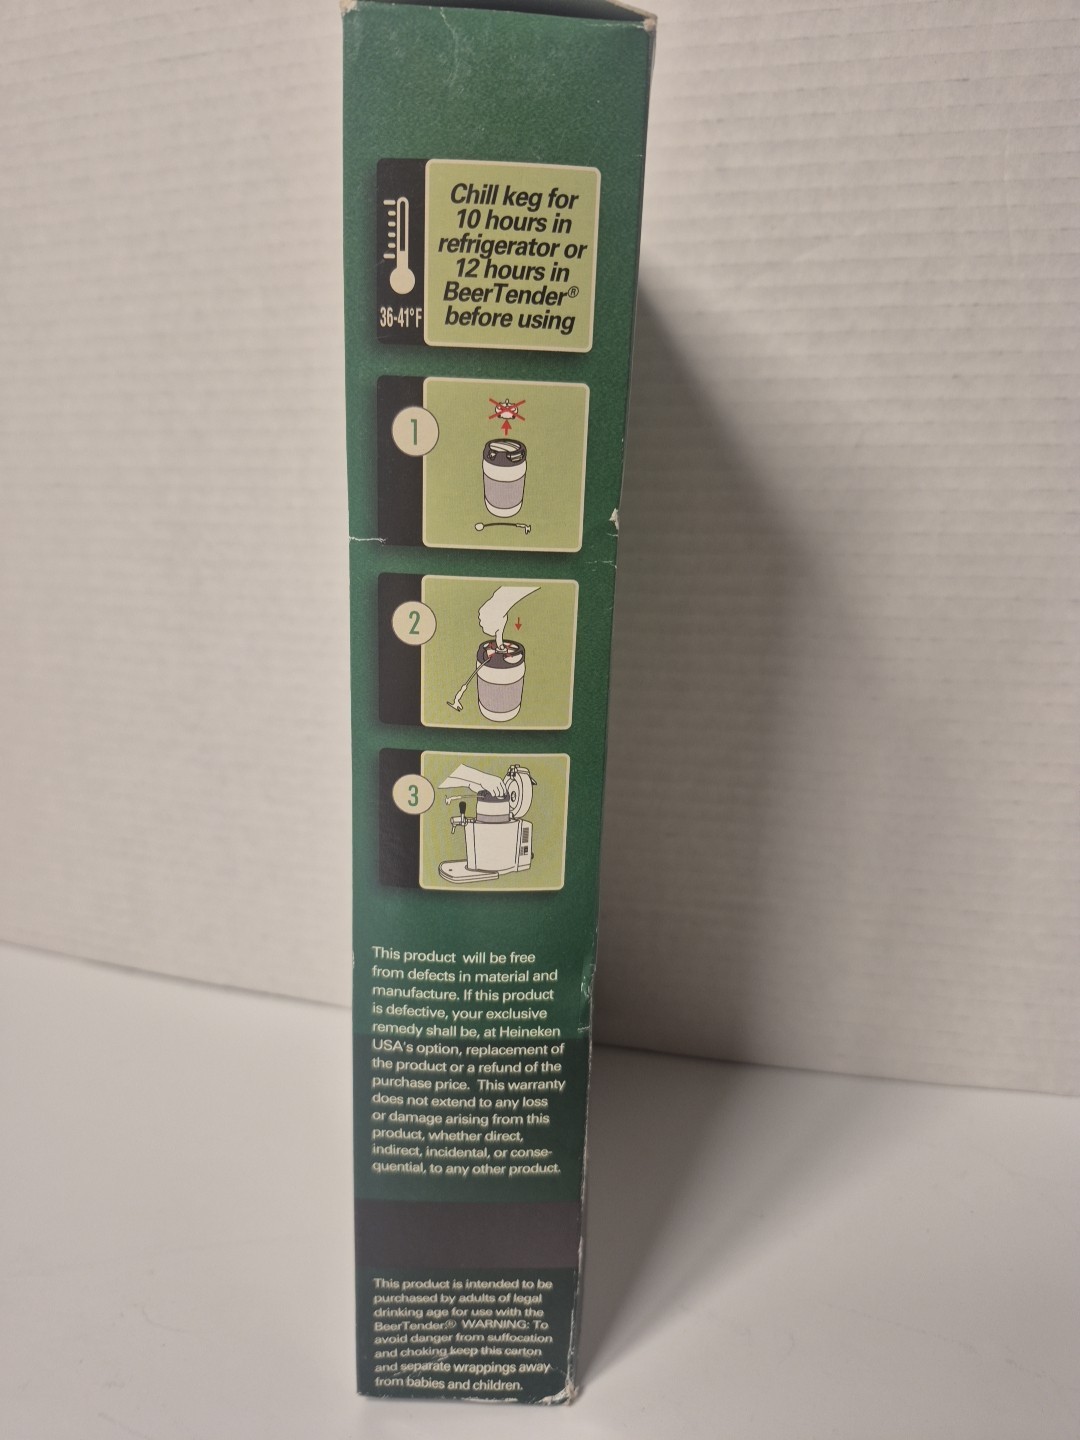 Chill keg for
10 hours in
refrigerator or
12 hours in
BeerTender®
before using
36-41°F
1
2
3
This product will be free
from defects in material and
manufacture. If this product
is defective, your exclusive
remedy shall be, at Heineken
USA's option, replacement of
the product or a refund of the
purchase price. This warranty
does not extend to any loss
or damage arising from this
product, whether direct,
indirect, incidental, or conse-
quential, to any other product.
This product is intended to be
purchased by adults of legal
drinking age for use with the
BeerTender® WARNING: To
avoid danger from suffocation
and choking keep this carton
and separate wrappings away
from babies and children.